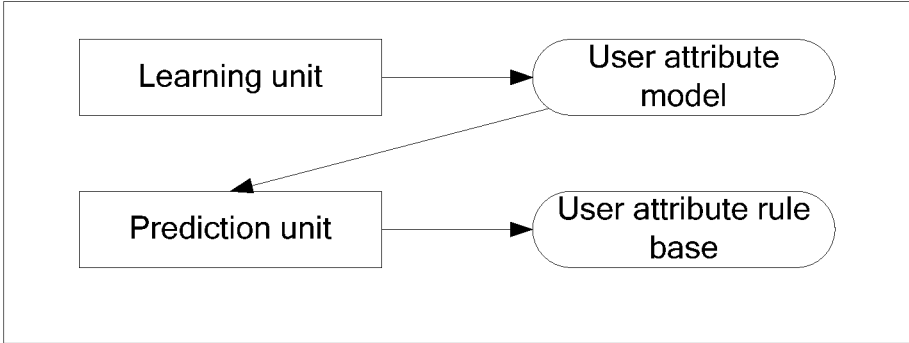 Learning unit
User attribute
model
Prediction unit
User attribute rule
base